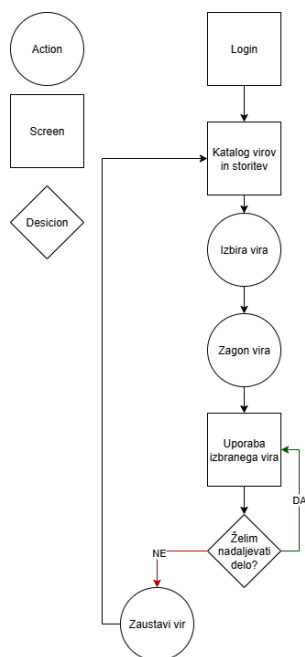 Action
Login
Screen
Katalog virov
in storitev
Desicion
Izbira vira
Zagon vira
Uporaba
izbranega vira
DA
Želim
nadaljevati
delo?
NE
Zaustavi vir